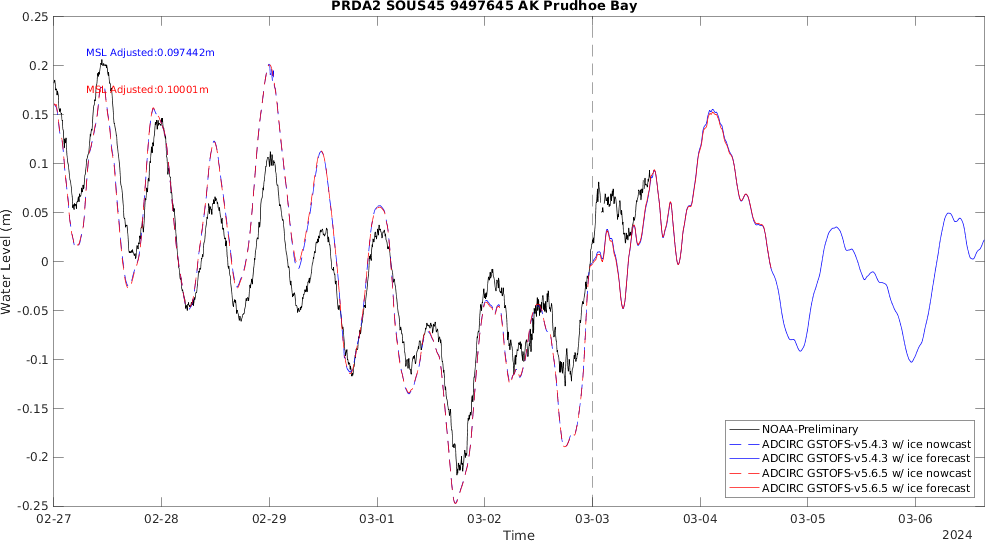 PRDA2 SOUS45 9497645 AK Prudhoe Bay
0.25
MSL Adjusted:0.097442m
0.2
MSL Adjusted:0.10001m
0.15
0.1
0.05
0
-0.05
-0.1
-0.15
-0.2
-0.25
Water Level (m)
NOAA-Preliminary
ADCIRC GSTOFS-v5.4.3 w/ ice nowcast
ADCIRC GSTOFS-v5.4.3 w/ ice forecast
ADCIRC GSTOFS-v5.6.5 w/ ice nowcast
ADCIRC GSTOFS-v5.6.5 w/ ice forecast
02-27 02-28 02-29 03-01 03-02 03-03 03-04 03-05 03-06
Time
2024